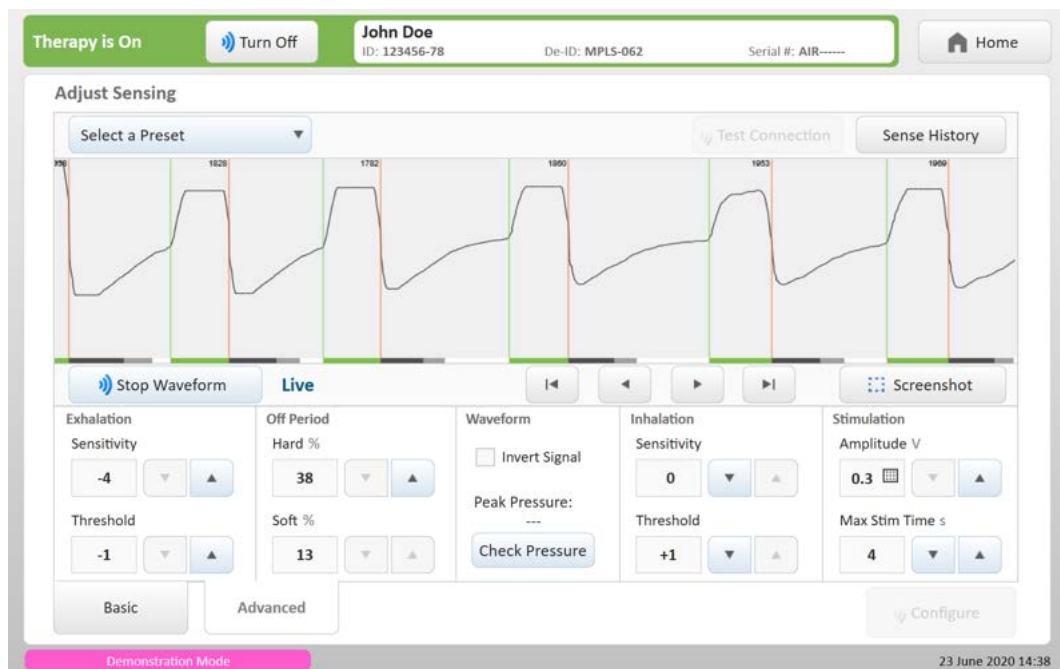 Therapy is On
Turn Off
John Doe
ID: 123456-78 De-ID: MPLS-062 Serial #: AIR------
Home
Adjust Sensing
Select a Preset
Test Connection
Sense History
1828 1782 1860 1953 1969
Stop Waveform
Live
Screenshot
Exhalation
Sensitivity
-4
Threshold
-1
Off Period
Hard %
38
Soft %
13
Waveform
Invert Signal
Peak Pressure:
---
Check Pressure
Inhalation
Sensitivity
0
Threshold
+1
Stimulation
Amplitude V
0.3
Max Stim Time s
4
Basic
Advanced
Configure
Demonstration Mode
23 June 2020 14:38